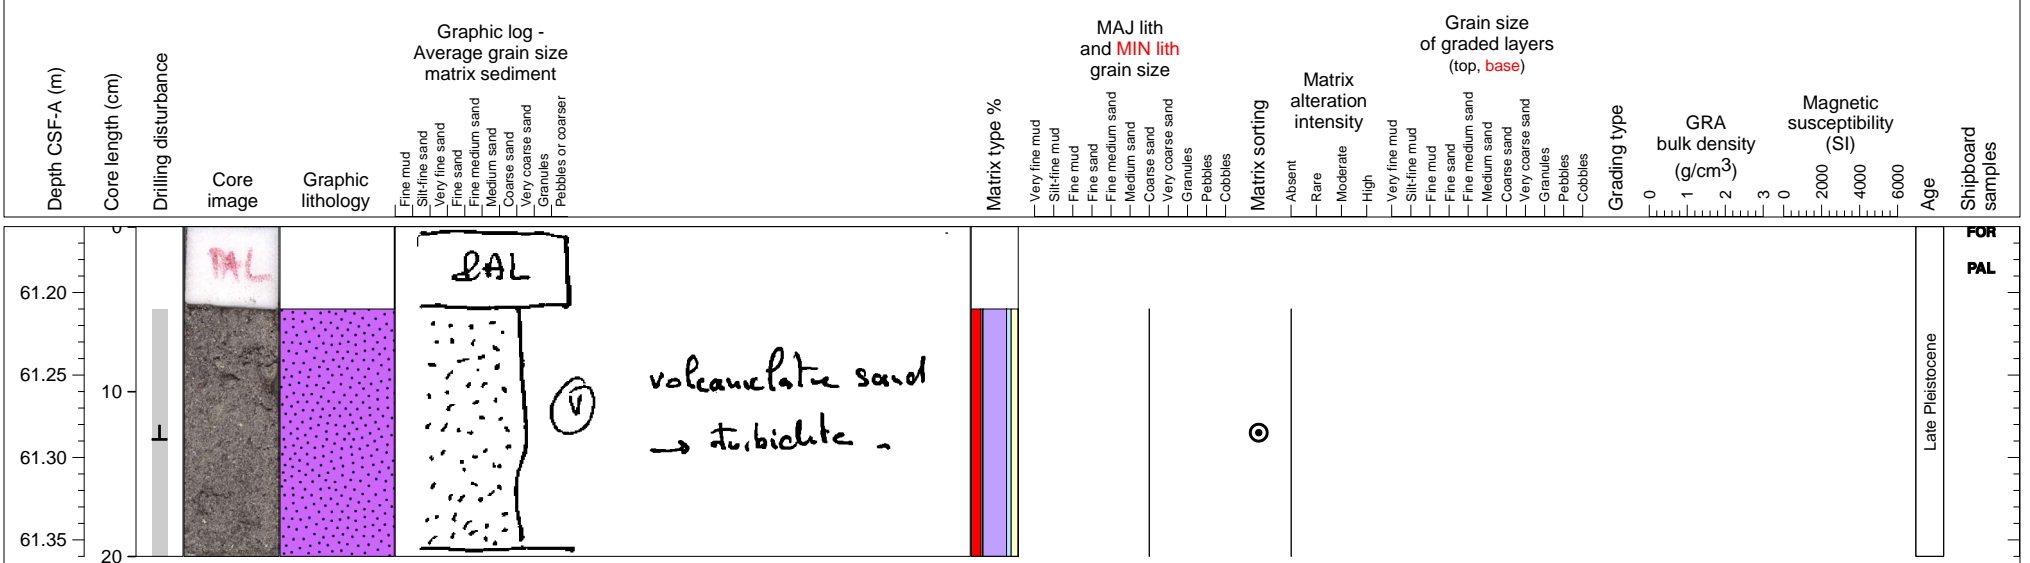 Depth CSF-A (m)
Core length (cm)
Drilling disturbance
Core
image
Graphic
lithology
Graphic log -
Average grain size
matrix sediment
Fine mud
Silt-fine sand
Very fine sand
Fine sand
Fine medium sand
Medium sand
Coarse sand
Very coarse sand
Granules
Pebbles or coarser
Matrix type %
MAJ lith
and MIN lith
grain size
Very fine mud
Silt-fine mud
Fine mud
Fine sand
Fine medium sand
Medium sand
Coarse sand
Very coarse sand
Granules
Pebbles
Cobbles
Matrix sorting
Matrix
alteration
intensity
Absent
Rare
Moderate
High
Grain size
of graded layers
(top, base)
Very fine mud
Silt-fine mud
Fine mud
Fine sand
Fine medium sand
Medium sand
Coarse sand
Very coarse sand
Granules
Pebbles
Cobbles
Grading type
GRA
bulk density
(g/cm3)
0 1 2 3
Magnetic
susceptibility
(SI)
0 2000 4000 6000
Age
Shipboard
samples
0
PAL
PAL
FOR
PAL
61.20
61.25
10
V
volcaniclastic sand
→ turbidite -
61.30
61.35
20
Late Pleistocene